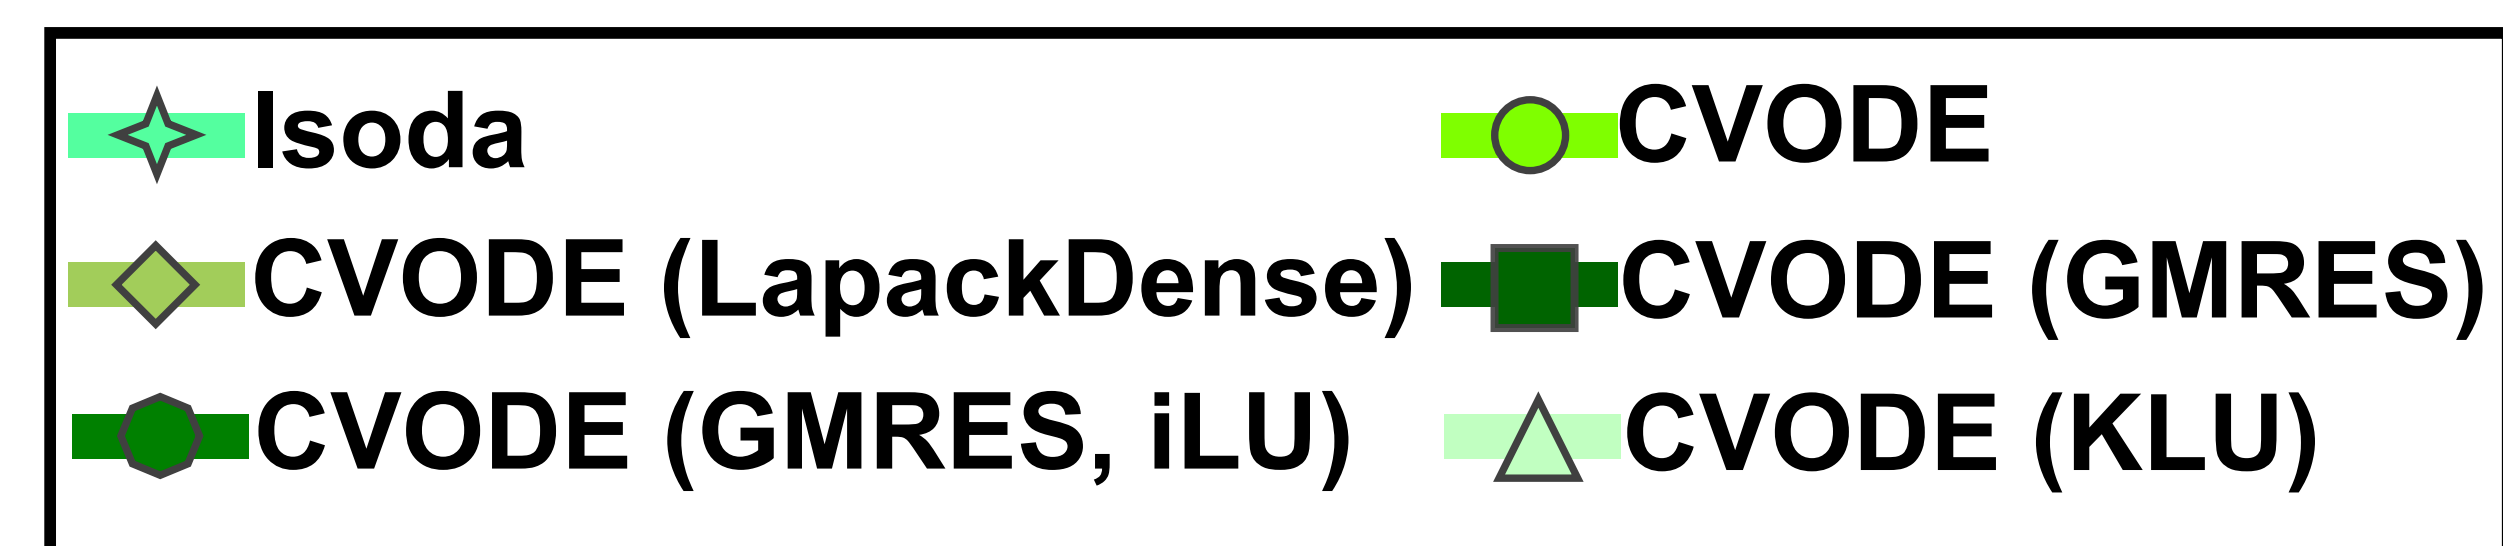 lsoda CVODE
CVODE (LapackDense) CVODE (GMRES)
CVODE (GMRES, iLU) CVODE (KLU)